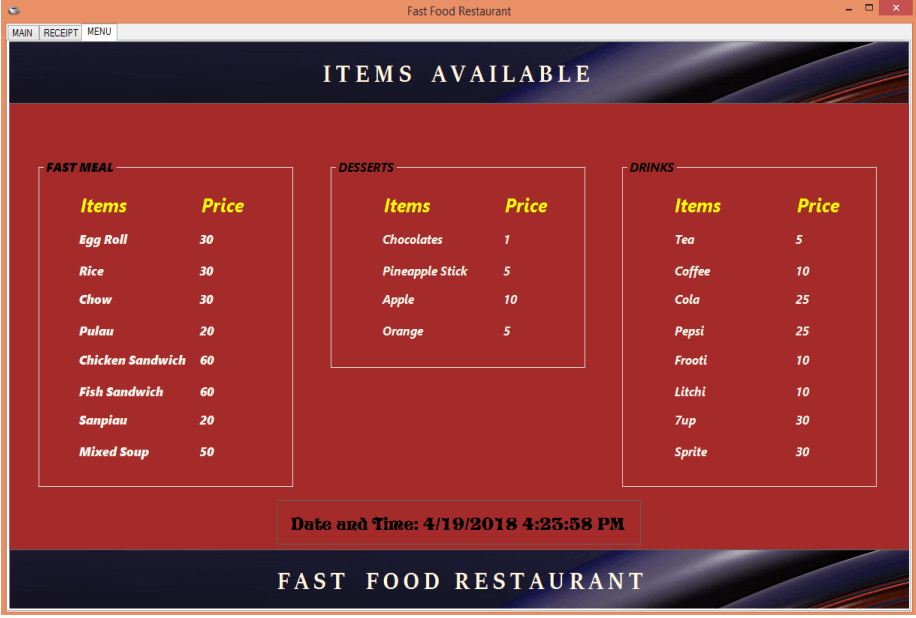 Fast Food Restaurant
MAIN RECEIPT MENU
ITEMS AVAILABLE
FAST MEAL
Items Price
Egg Roll 30
Rice 30
Chow 30
Pulau 20
Chicken Sandwich 60
Fish Sandwich 60
Sanpiau 20
Mixed Soup 50
DESSERTS
Items Price
Chocolates 1
Pineapple Stick 5
Apple 10
Orange 5
DRINKS
Items Price
Tea 5
Coffee 10
Cola 25
Pepsi 25
Frooti 10
Litchi 10
7up 30
Sprite 30
Date and Time: 4/19/2018 4:23:58 PM
FAST FOOD RESTAURANT